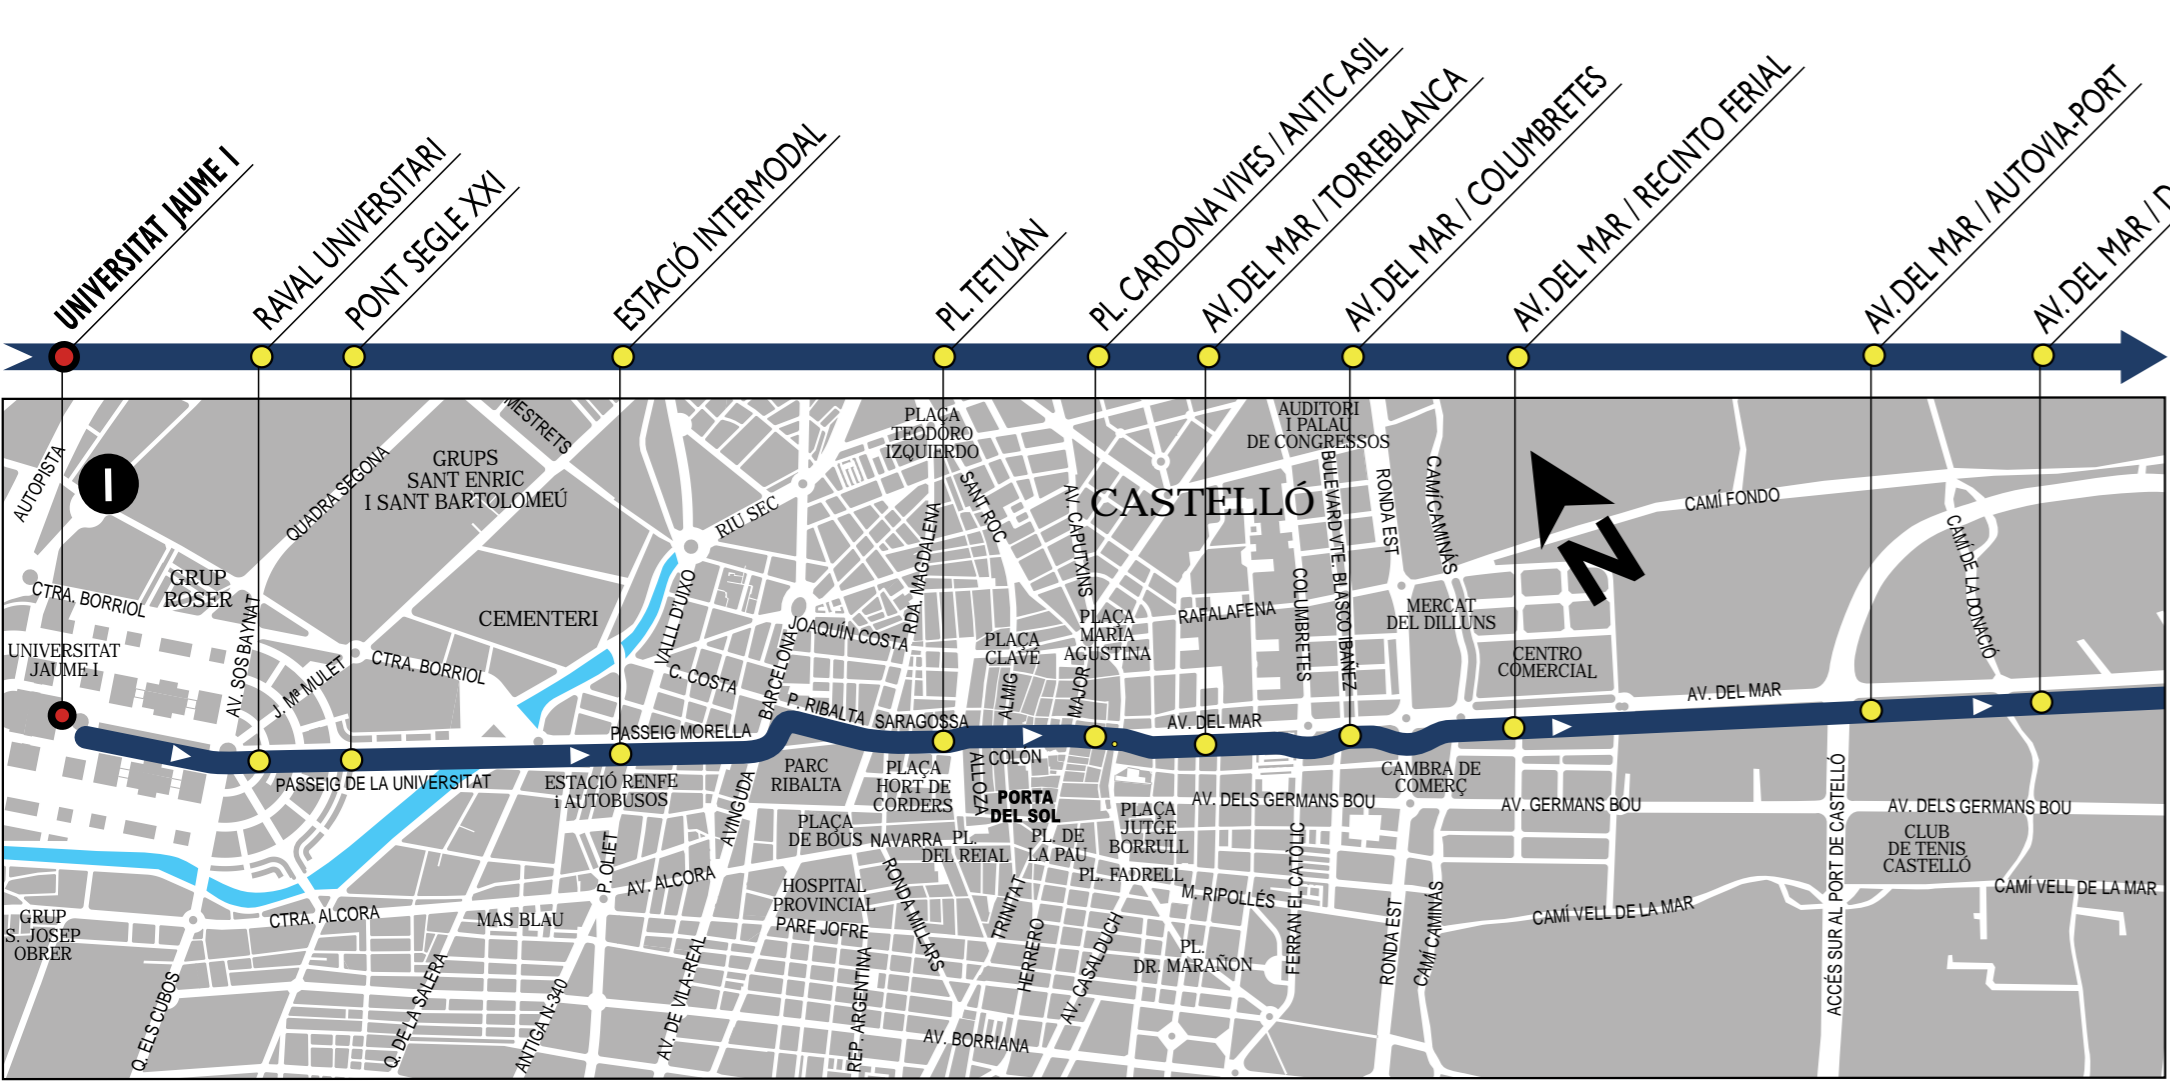 UNIVERSITAT JAUME I
RAVAL UNIVERSITARI
PONT SEGLE XXI
ESTACIÓ INTERMODAL
PL. TETUÁN
PL. CARDONA VIVES / ANTIC ASIL
AV. DEL MAR / TORREBLANCA
AV. DEL MAR / COLUMBRETES
AV. DEL MAR / RECINTO FERIAL
AV. DEL MAR / AUTOVIA-PORT
AV. DEL MAR / D
AUTOPISTA
I
QUADRA SEGONA
MESTRETS
GRUPS
SANT ENRIC
I SANT BARTOLOMEÚ
RIU SEC
PLAÇA
TEODORO
IZQUIERDO
SANT ROC
RDA. MAGDALENA
AV. CAPUTXINS
CASTELLÓ
AUDITORI
I PALAU
DE CONGRESSOS
BULEVARD VTE. BLASCO IBAÑEZ
RONDA EST
CAMÍ CAMINÁS
N
CAMÍ FONDO
CAMÍ DE LA DONACIÓ
CTRA. BORRIOL
GRUP
ROSER
AV. SOS BAYNAT
UNIVERSITAT
JAUME I
J. Mª MULET
CTRA. BORRIOL
CEMENTERI
VALL D'UIXO
C. COSTA
BARCELONA
JOAQUÍN COSTA
P. RIBALTA
SARAGOSSA
PLAÇA
CLAVÉ
ALMIG
MAJOR
PLAÇA
MARÍA
AGUSTINA
RAFALAFENA
COLUMBRETES
MERCAT
DEL DILLUNS
CENTRO
COMERCIAL
AV. DEL MAR
AV. DEL MAR
PASSEIG MORELLA
PASSEIG DE LA UNIVERSITAT
ESTACIÓ RENFE
i AUTOBUSOS
AVINGUDA
PARC
RIBALTA
PLAÇA
HORT DE
CORDERS
ALLOZA
COLÓN
PORTA
DEL SOL
AV. DELS GERMANS BOU
CAMBRA DE
COMERÇ
AV. GERMANS BOU
ACCÉS SUR AL PORT DE CASTELLÓ
AV. DELS GERMANS BOU
CLUB
DE TENIS
CASTELLÓ
PLAÇA
DE BOUS
NAVARRA
PL.
DEL REIAL
PL. DE
LA PAU
PLAÇA
JUTGE
BORRULL
PL. FADRELL
M. RIPOLLÉS
FERRAN EL CATÒLIC
P. OLIET
AV. ALCORA
HOSPITAL
PROVINCIAL
PARE JOFRE
RONDA MILLARS
TRINITAT
HERRERO
AV. CASALDUCH
PL.
DR. MARAÑON
RONDA EST
CAMÍ CAMINÁS
CAMÍ VELL DE LA MAR
CAMÍ VELL DE LA MAR
GRUP
S. JOSEP
OBRER
CTRA. ALCORA
MAS BLAU
Q. ELS CUBOS
Q. DE LA SALERA
ANTIGA N-340
AV. DE VILA-REAL
REP. ARGENTINA
AV. BORRIANA